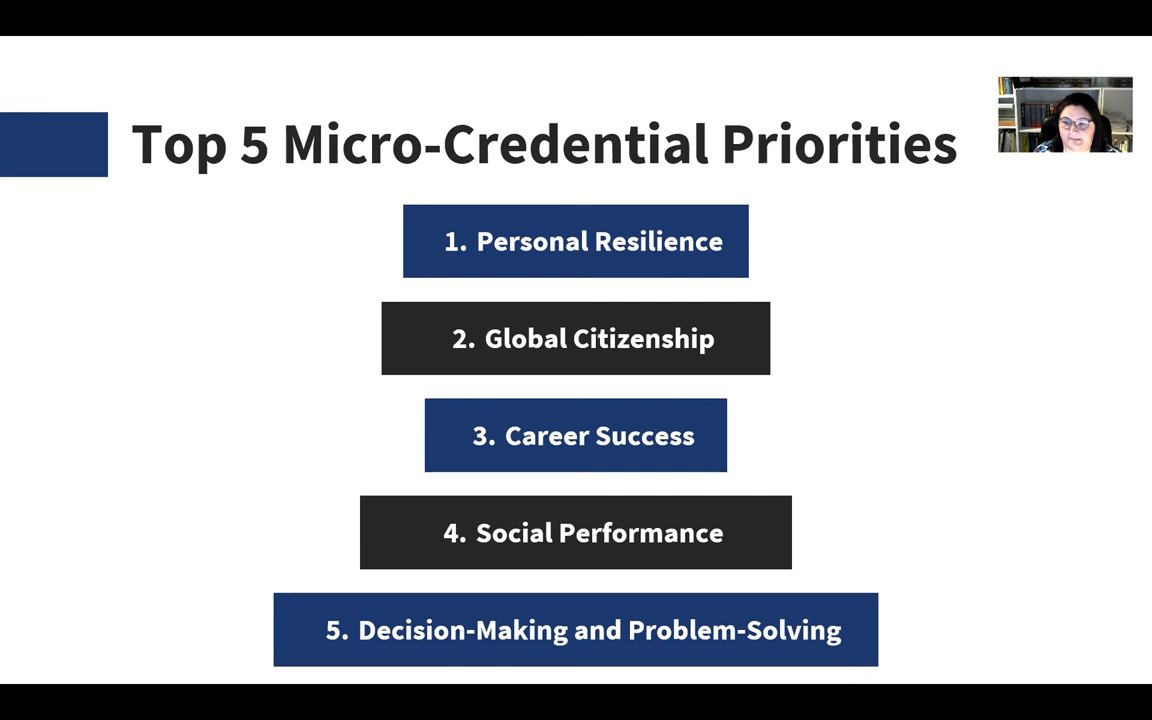 Top 5 Micro-Credential Priorities
1. Personal Resilience
2. Global Citizenship
3. Career Success
4. Social Performance
5. Decision-Making and Problem-Solving